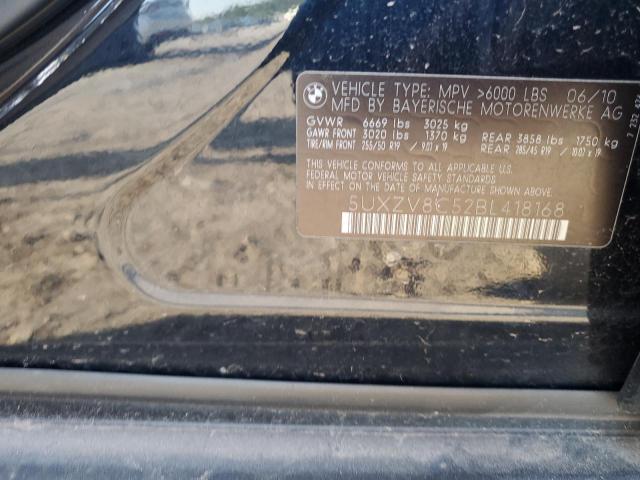 BMW
VEHICLE TYPE: MPV >6000 LBS 06/10
MFD BY BAYERISCHE MOTORENWERKE AG
GVWR 6669 lbs 3025 kg
GAWR FRONT 3020 lbs 1370 kg REAR 3858 lbs 1750 kg
TIRE/RIM FRONT 255/50 R19 / 9.0J x 19 REAR 285/45 R19 / 10.0J x 19
THIS VEHICLE CONFORMS TO ALL APPLICABLE U.S.
FEDERAL MOTOR VEHICLE SAFETY STANDARDS
IN EFFECT ON THE DATE OF MANUFACTURE SHOWN ABOVE.
5UXZV8C52BL418168